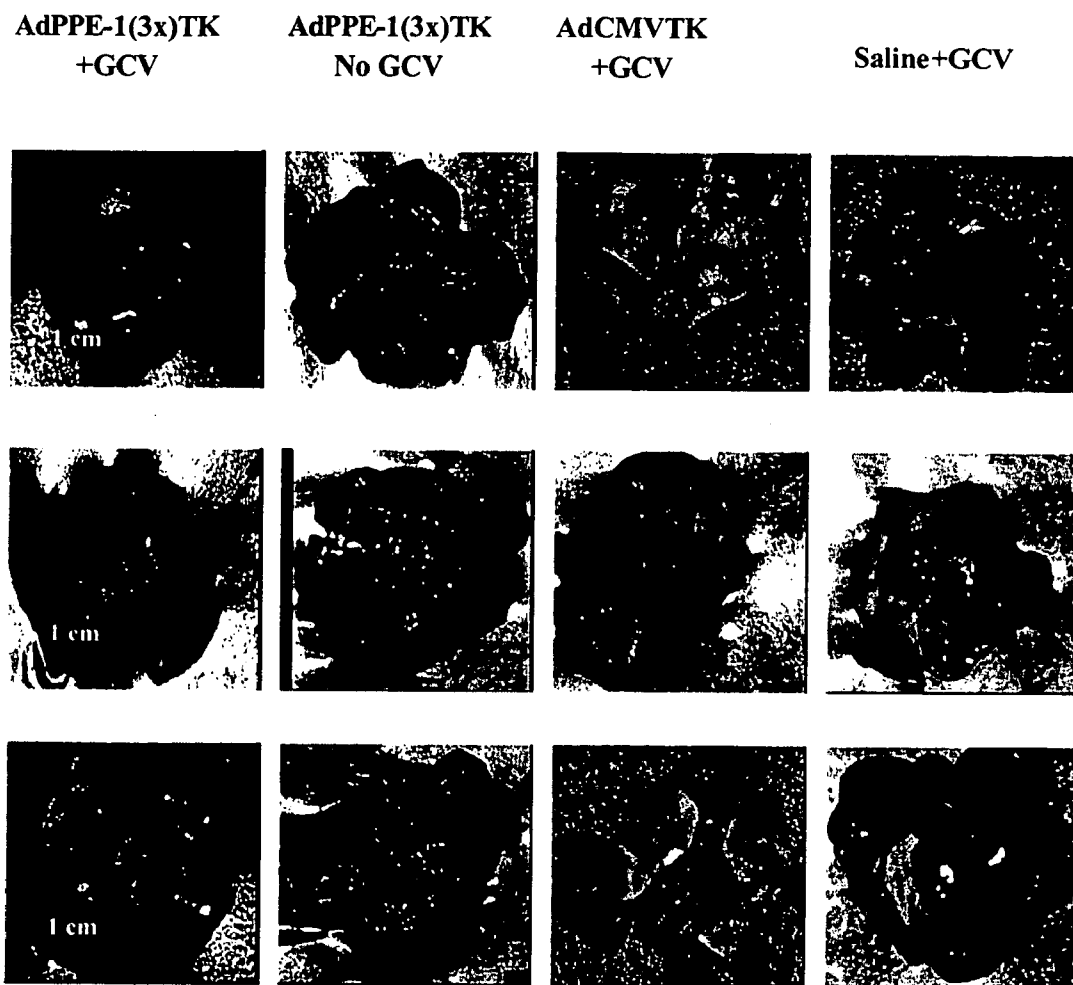 AdPPE-1(3x)TK
+GCV
AdPPE-1(3x)TK
No GCV
AdCMVTK
+GCV
Saline+GCV
1 cm
1 cm
1 cm